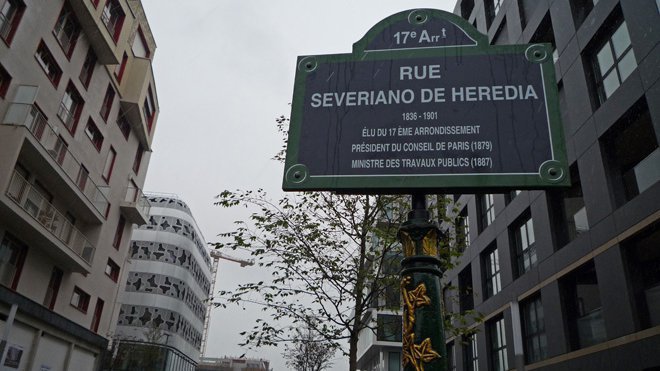 17e Arrt
RUE
SEVERIANO DE HEREDIA
1836 - 1901
ÉLU DU 17 ÈME ARRONDISSEMENT
PRÉSIDENT DU CONSEIL DE PARIS (1879)
MINISTRE DES TRAVAUX PUBLICS (1887)